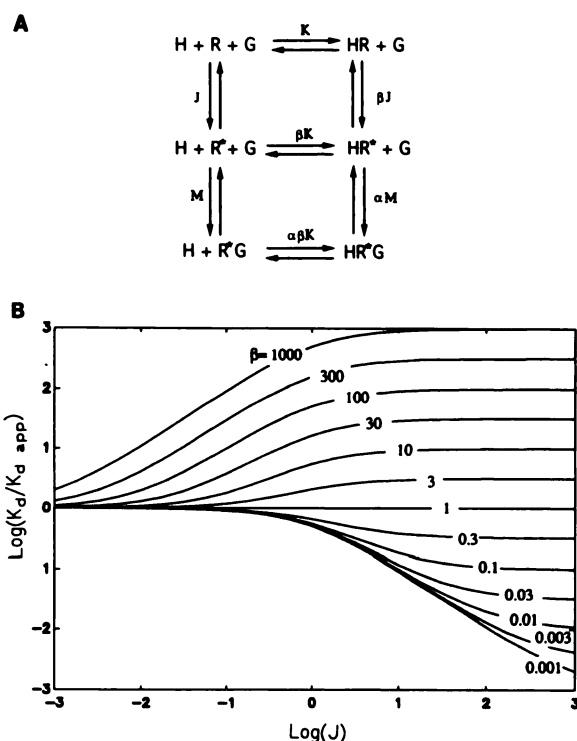 A
K
H + R + G HR + G
J βJ
βK
H + R* + G HR* + G
M αM
αβK
H + R*G HR*G
B
3
β= 1000
300
2
100
30
1
10
3
0
1
0.3
1
0.1
0.03
0.01
-2
0.003
0.001
-3
-3 -2 -1 0 1 2 3
Log(Kd/Kd app)
Log(J)